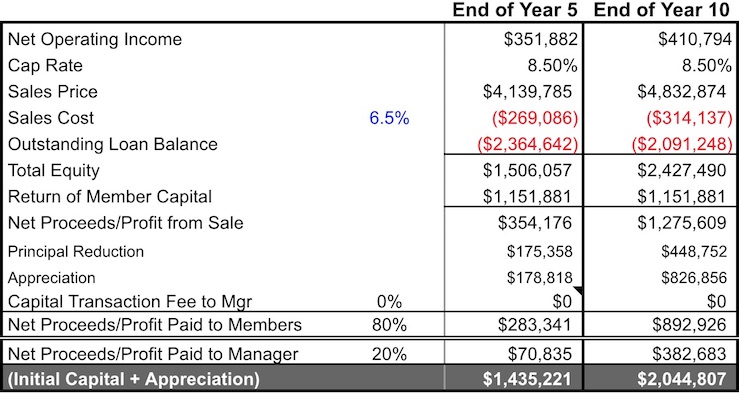 End of Year 5 End of Year 10
Net Operating Income $351,882 $410,794
Cap Rate 8.50% 8.50%
Sales Price $4,139,785 $4,832,874
Sales Cost 6.5% ($269,086) ($314,137)
Outstanding Loan Balance ($2,364,642) ($2,091,248)
Total Equity $1,506,057 $2,427,490
Return of Member Capital $1,151,881 $1,151,881
Net Proceeds/Profit from Sale $354,176 $1,275,609
Principal Reduction $175,358 $448,752
Appreciation $178,818 $826,856
Capital Transaction Fee to Mgr 0% $0 $0
Net Proceeds/Profit Paid to Members 80% $283,341 $892,926
Net Proceeds/Profit Paid to Manager 20% $70,835 $382,683
(Initial Capital + Appreciation) $1,435,221 $2,044,807